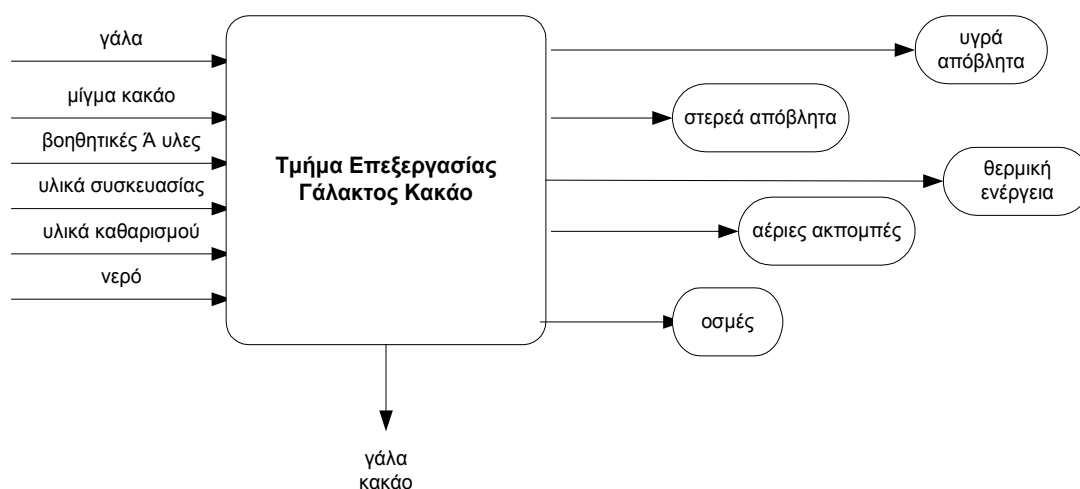 γάλα
μίγμα κακάο
βοηθητικές Ά υλες
υλικά συσκευασίας
υλικά καθαρισμού
νερό
Τμήμα Επεξεργασίας
Γάλακτος Κακάο
υγρά
απόβλητα
στερεά απόβλητα
θερμική
ενέργεια
αέριες ακπομπές
οσμές
γάλα
κακάο